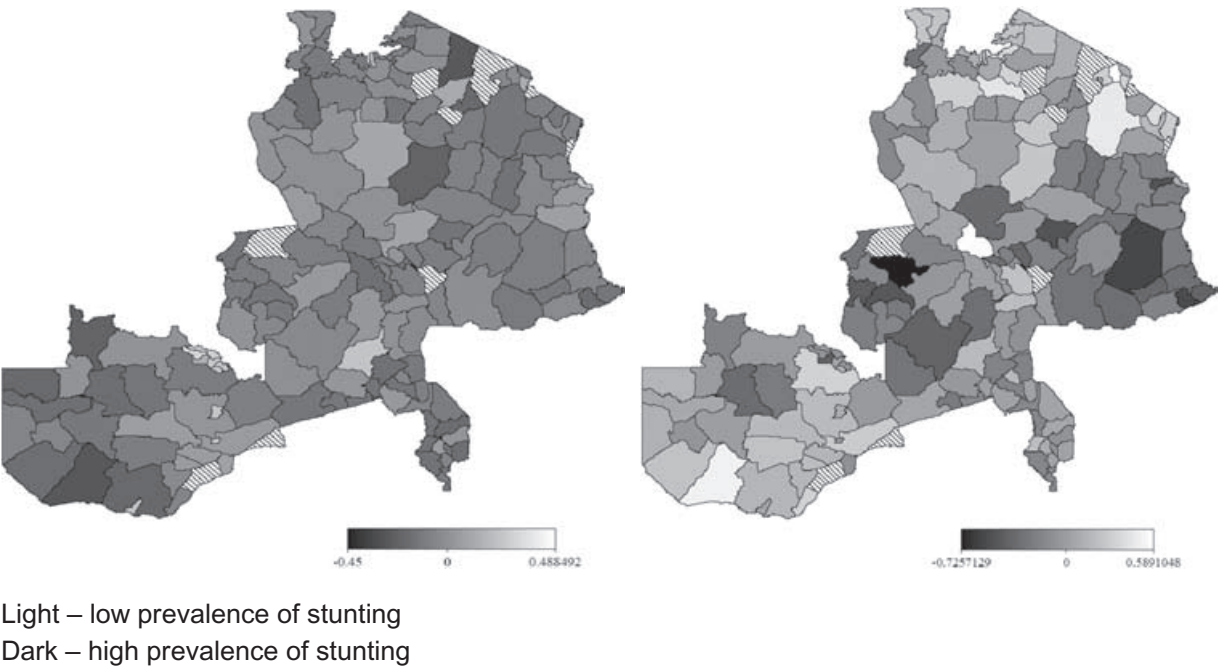 -0.45 0 0.488492
-0.7257129 0 0.5891048
Light – low prevalence of stunting
Dark – high prevalence of stunting